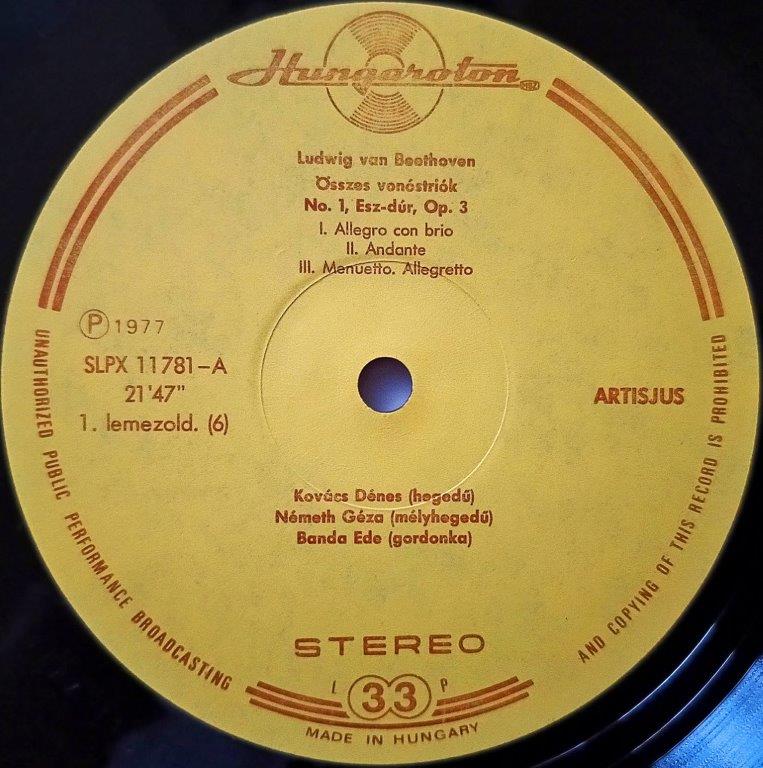 Hungaroton
Ludwig van Beethoven
Összes vonóstriók
No. 1, Esz-dúr, Op. 3
I. Allegro con brio
II. Andante
III. Menuetto. Allegretto
Ⓟ 1977
SLPX 11781-A
21'47"
1. lemezold. (6)
ARTISJUS
Kovács Dénes (hegedű)
Németh Géza (mélyhegedű)
Banda Ede (gordonka)
STEREO
L 33 P
MADE IN HUNGARY
UNAUTHORIZED PUBLIC PERFORMANCE BROADCASTING
AND COPYING OF THIS RECORD IS PROHIBITED